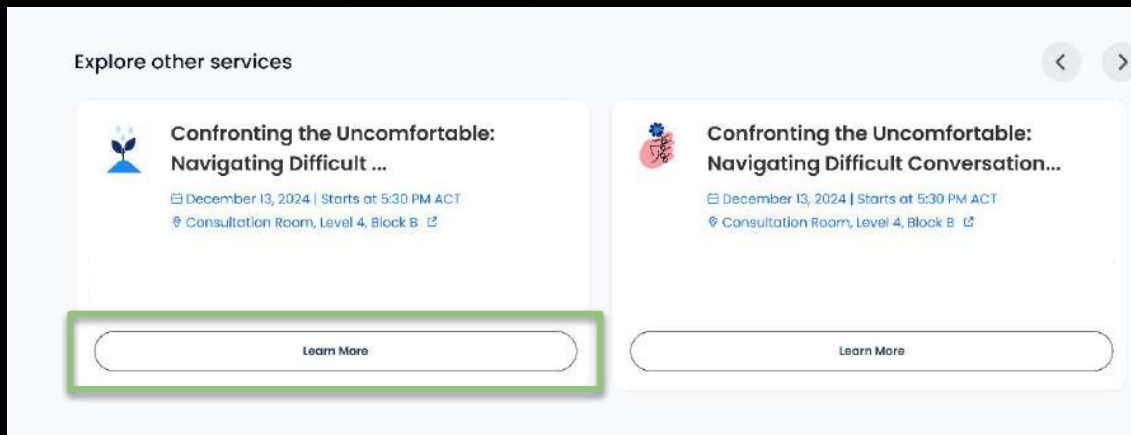 Explore other services
Confronting the Uncomfortable:
Navigating Difficult ...
December 13, 2024 | Starts at 5:30 PM ACT
Consultation Room, Level 4, Block B
Learn More
Confronting the Uncomfortable:
Navigating Difficult Conversation...
December 13, 2024 | Starts at 5:30 PM ACT
Consultation Room, Level 4, Block B
Learn More